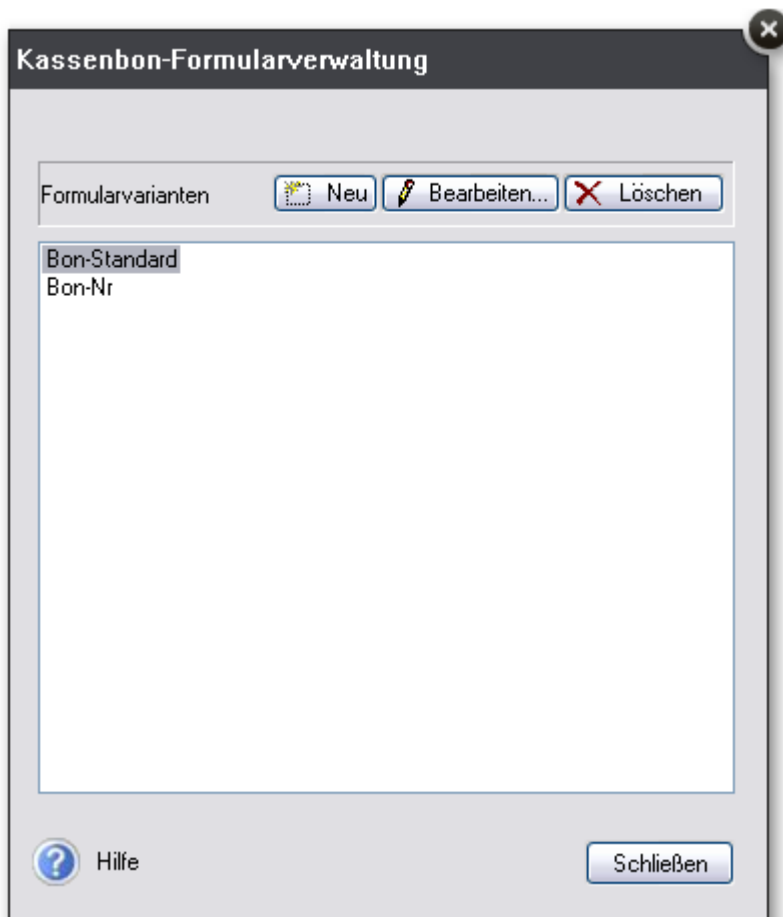 Kassenbon-Formularverwaltung
Formularvarianten Neu Bearbeiten... Löschen
Bon-Standard
Bon-Nr
Hilfe Schließen